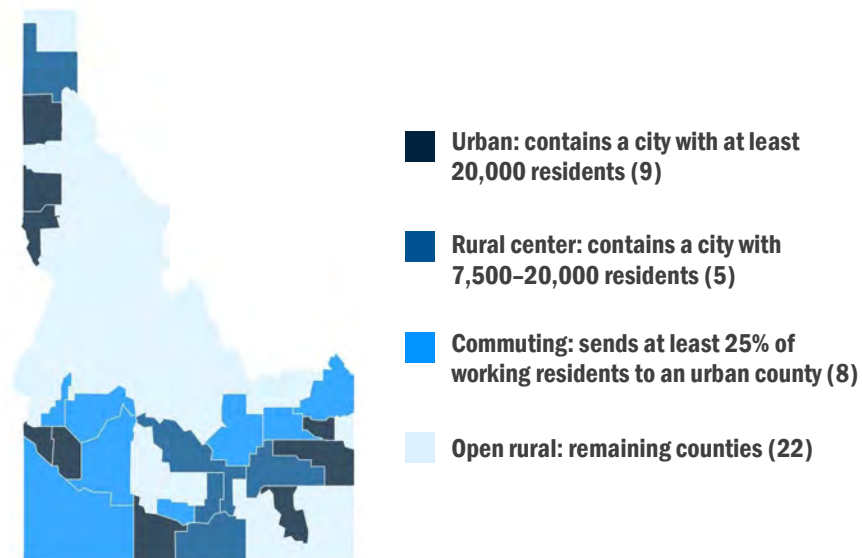 Urban: contains a city with at least
20,000 residents (9)
Rural center: contains a city with
7,500–20,000 residents (5)
Commuting: sends at least 25% of
working residents to an urban county (8)
Open rural: remaining counties (22)